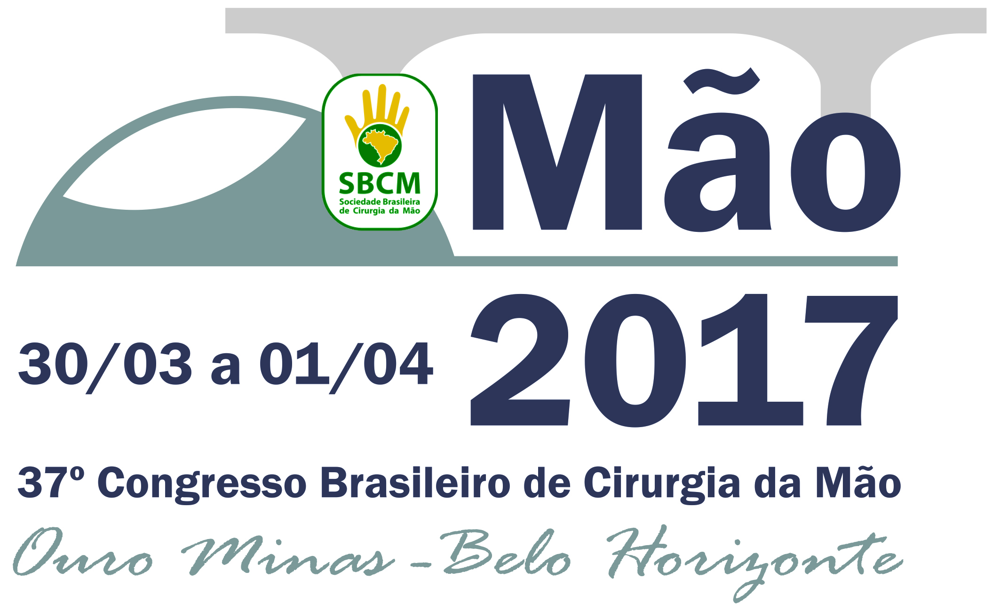 Mão
SBCM
Sociedade Brasileira
de Cirurgia da Mão
2017
30/03 a 01/04
37º Congresso Brasileiro de Cirurgia da Mão
Ouro Minas - Belo Horizonte